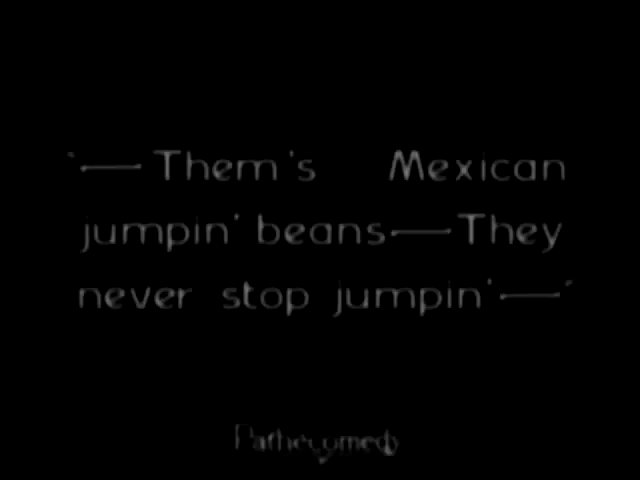 '—Them's Mexican
jumpin' beans—They
never stop jumpin'—'
Pathecomedy